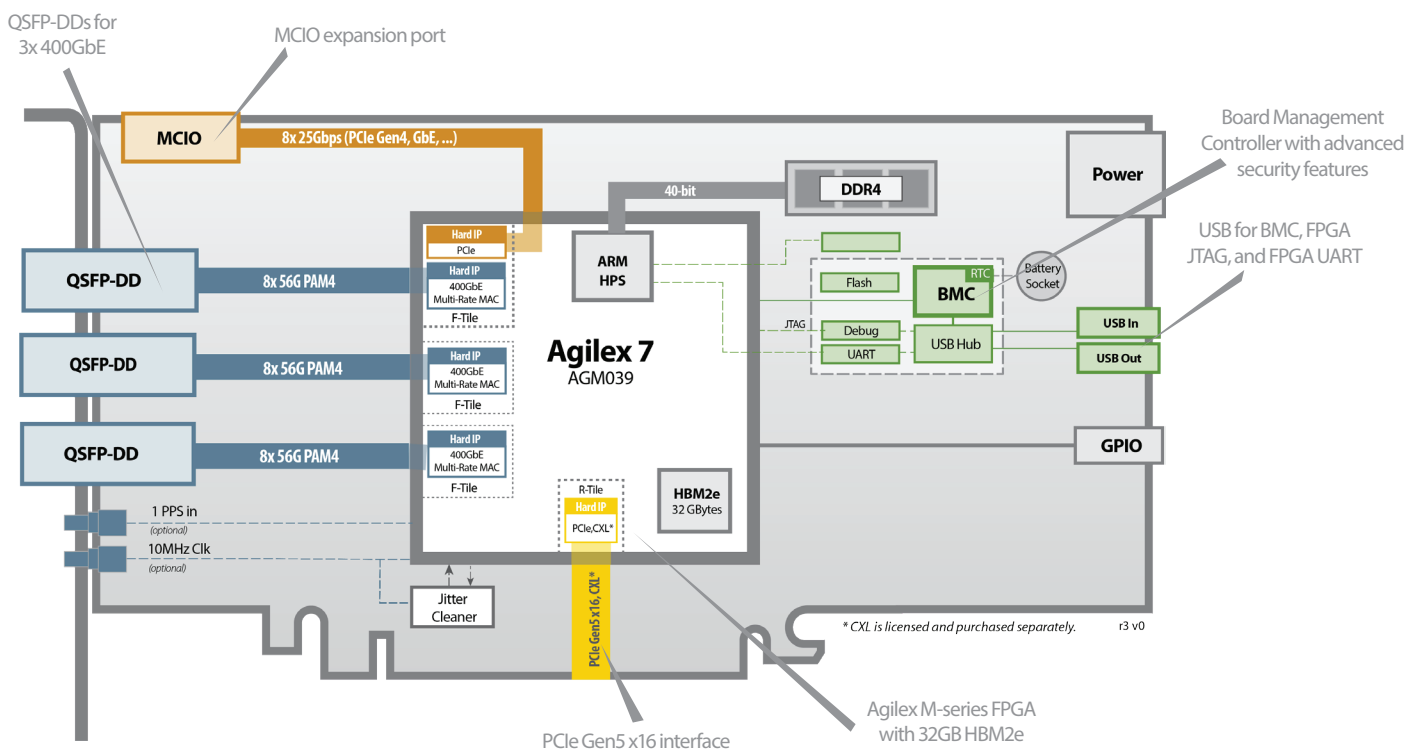 QSFP-DDs for
3x 400GbE
MCIO expansion port
Board Management
Controller with advanced
security features
MCIO
8x 25Gbps (PCIe Gen4, GbE, ...)
Power
40-bit
DDR4
USB for BMC, FPGA
JTAG, and FPGA UART
Hard IP
PCIe
ARM
HPS
QSFP-DD
8x 56G PAM4
Hard IP
400GbE
Multi-Rate MAC
F-Tile
Flash
RTC
BMC
Battery
Socket
JTAG
Debug
UART
USB Hub
USB In
USB Out
Agilex 7
AGM039
QSFP-DD
8x 56G PAM4
Hard IP
400GbE
Multi-Rate MAC
F-Tile
QSFP-DD
8x 56G PAM4
Hard IP
400GbE
Multi-Rate MAC
F-Tile
GPIO
R-Tile
Hard IP
PCIe,CXL*
HBM2e
32 GBytes
1 PPS in
(optional)
10MHz Clk
(optional)
Jitter
Cleaner
PCIe Gen5 x16, CXL*
* CXL is licensed and purchased separately.
r3 v0
Agilex M-series FPGA
with 32GB HBM2e
PCIe Gen5 x16 interface